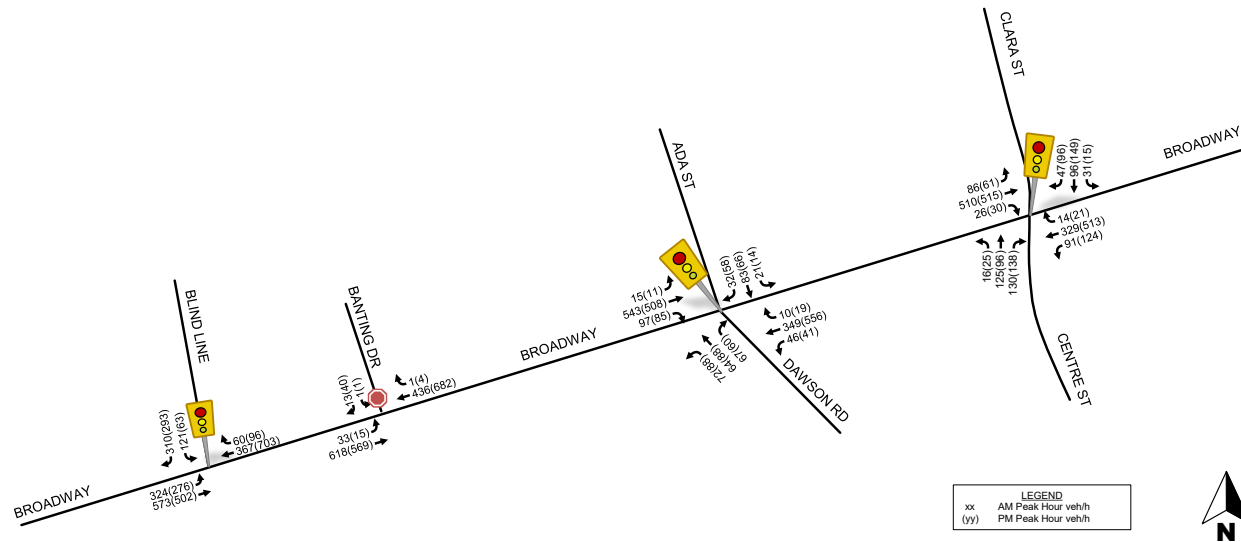 CLARA ST
BROADWAY
47(96)
96(149)
31(15)
86(61)
510(515)
26(30)
14(21)
329(513)
91(124)
16(25)
125(96)
130(138)
CENTRE ST
ADA ST
32(58)
83(66)
21(14)
15(11)
543(508)
97(85)
10(19)
349(556)
46(41)
72(88)
64(88)
67(60)
DAWSON RD
BROADWAY
BANTING DR
13(40)
1(1)
1(4)
436(682)
33(15)
618(569)
BLIND LINE
310(293)
121(63)
60(96)
367(703)
324(276)
573(502)
BROADWAY
LEGEND
xx AM Peak Hour veh/h
(yy) PM Peak Hour veh/h
N